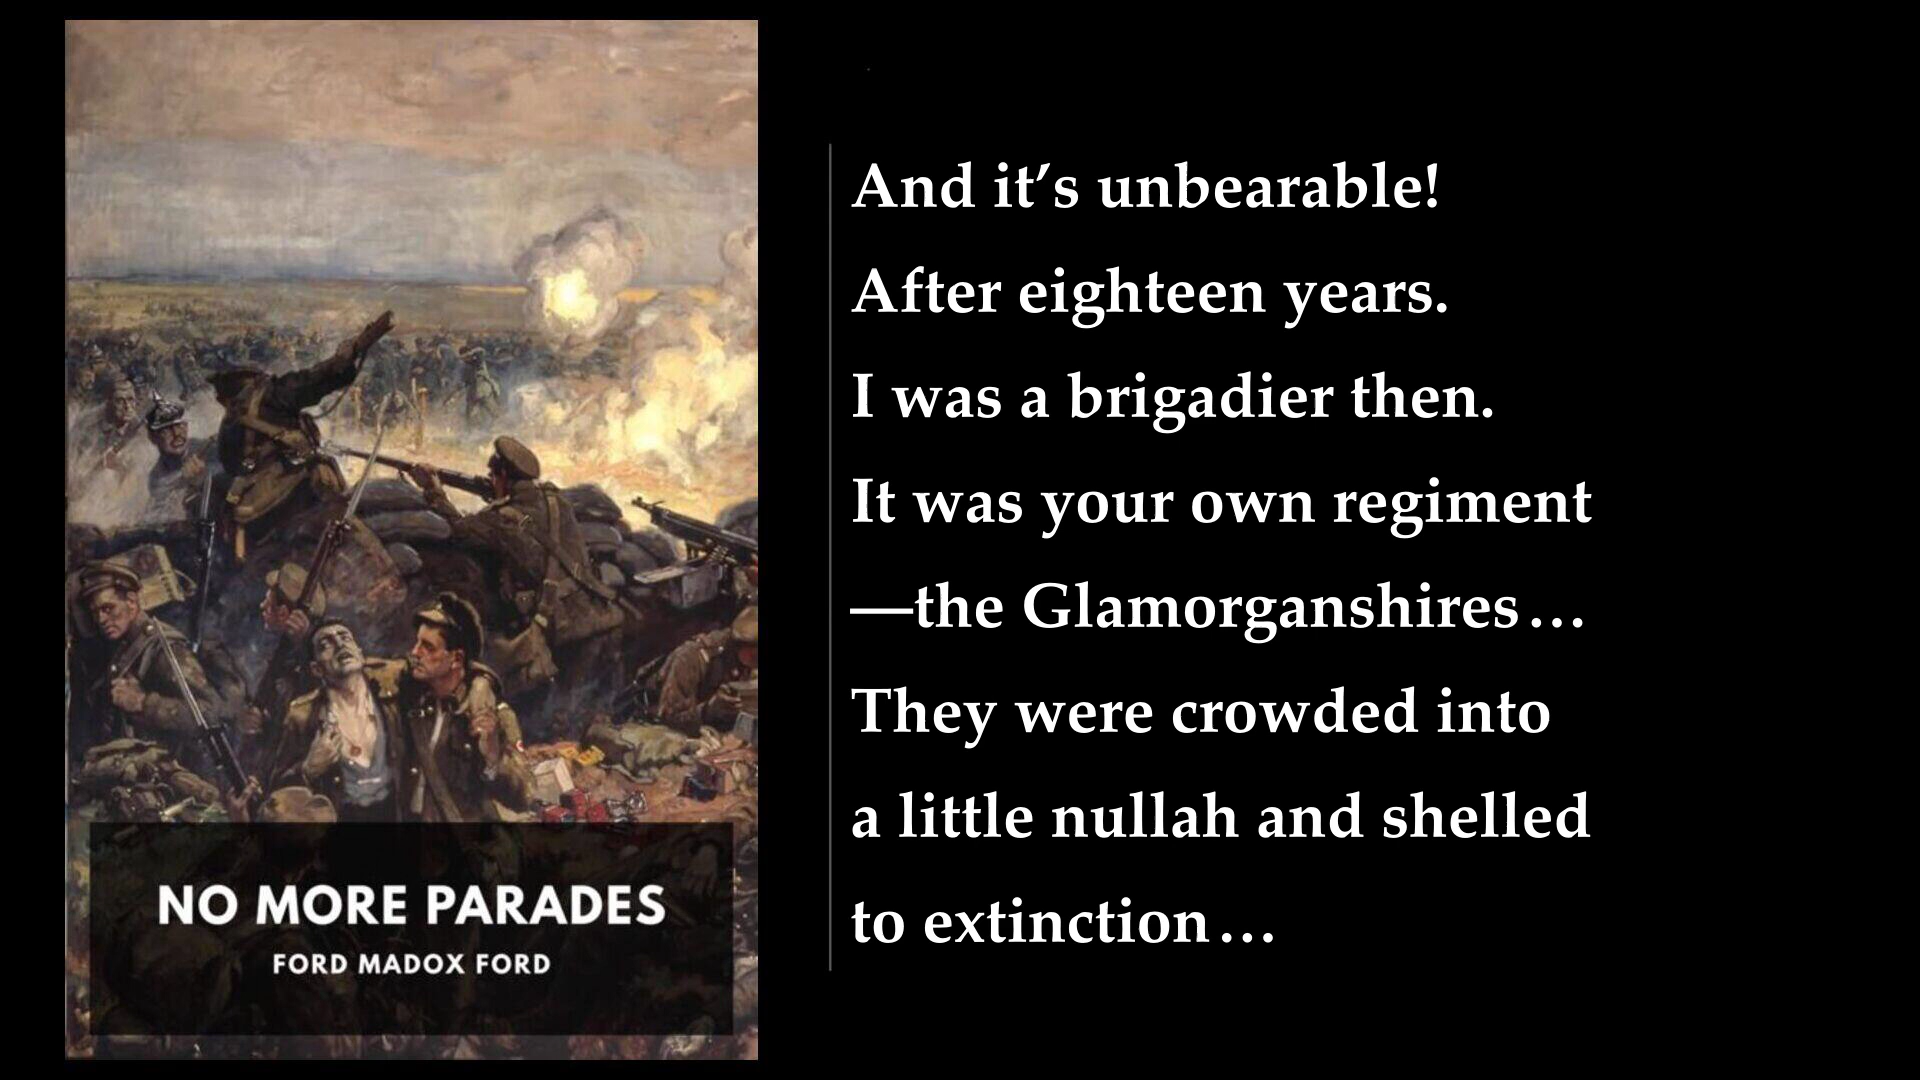 NO MORE PARADES
FORD MADOX FORD
And it’s unbearable!
After eighteen years.
I was a brigadier then.
It was your own regiment
—the Glamorganshires…
They were crowded into
a little nullah and shelled
to extinction…